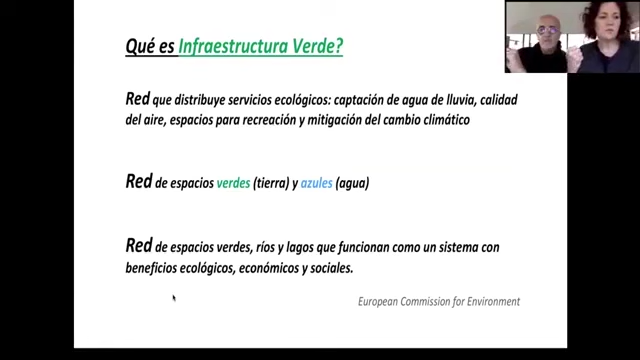 Qué es Infraestructura Verde?
Red que distribuye servicios ecológicos: captación de agua de lluvia, calidad
del aire, espacios para recreación y mitigación del cambio climático
Red de espacios verdes (tierra) y azules (agua)
Red de espacios verdes, ríos y lagos que funcionan como un sistema con
beneficios ecológicos, económicos y sociales.
European Commission for Environment